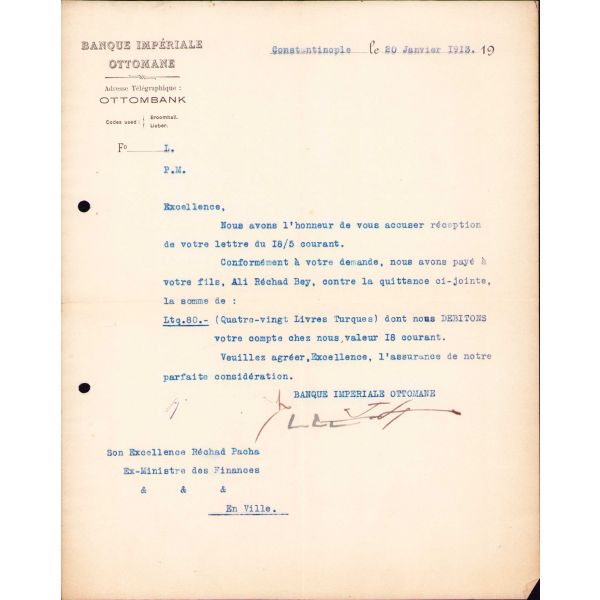 BANQUE IMPÉRIALE
OTTOMANE
Adresse Télégraphique :
OTTOMBANK
Codes used : Broomhall.
Lieber.
Constantinople le 20 Janvier 1913. 19
Fo L.
P.M.
Excellence,
Nous avons l'honneur de vous accuser réception
de votre lettre du 18/5 courant.
Conformément à votre demande, nous avons payé à
votre fils, Ali Réchad Bey, contre la quittance ci-jointe,
la somme de :
Ltq.80.- (Quatre-vingt Livres Turques) dont nous DEBITONS
votre compte chez nous,valeur 18 courant.
Veuillez agréer,Excellence, l'assurance de notre
parfaite considération.
BANQUE IMPERIALE OTTOMANE
Son Excellence Réchad Pacha
Ex-Ministre des Finances
& & &
En Ville.